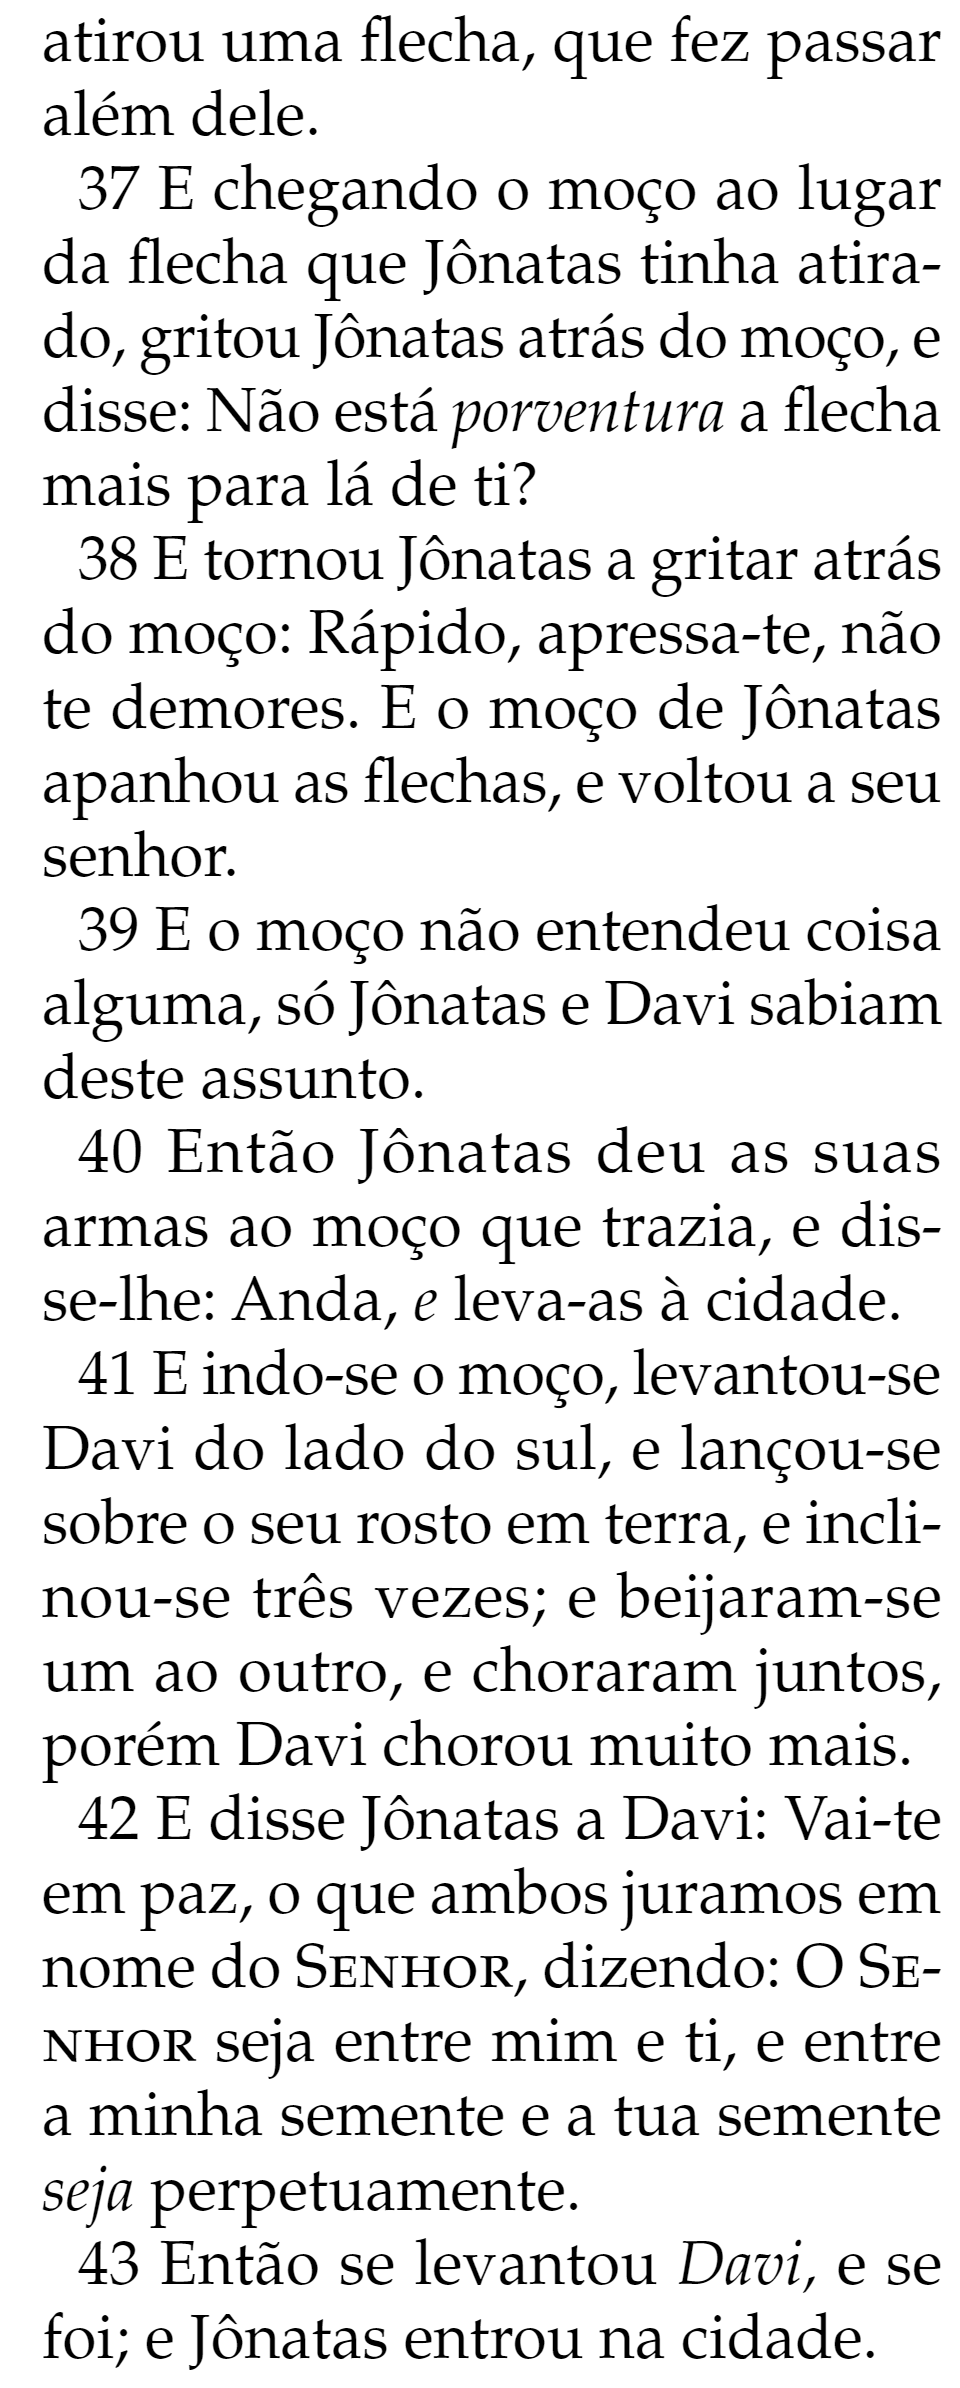 atirou uma flecha, que fez passar
além dele.
37 E chegando o moço ao lugar
da flecha que Jônatas tinha atira-
do, gritou Jônatas atrás do moço, e
disse: Não está porventura a flecha
mais para lá de ti?
38 E tornou Jônatas a gritar atrás
do moço: Rápido, apressa-te, não
te demores. E o moço de Jônatas
apanhou as flechas, e voltou a seu
senhor.
39 E o moço não entendeu coisa
alguma, só Jônatas e Davi sabiam
deste assunto.
40 Então Jônatas deu as suas
armas ao moço que trazia, e dis-
se-lhe: Anda, e leva-as à cidade.
41 E indo-se o moço, levantou-se
Davi do lado do sul, e lançou-se
sobre o seu rosto em terra, e incli-
nou-se três vezes; e beijaram-se
um ao outro, e choraram juntos,
porém Davi chorou muito mais.
42 E disse Jônatas a Davi: Vai-te
em paz, o que ambos juramos em
nome do SENHOR, dizendo: O SE-
NHOR seja entre mim e ti, e entre
a minha semente e a tua semente
seja perpetuamente.
43 Então se levantou Davi, e se
foi; e Jônatas entrou na cidade.